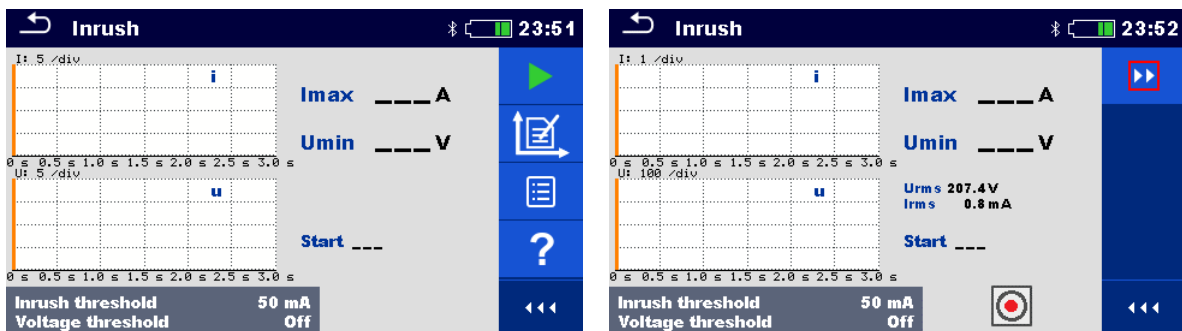 Inrush 23:51
I: 5 /div
i
Imax ___ A
Umin ___ V
0 s 0.5 s 1.0 s 1.5 s 2.0 s 2.5 s 3.0 s
U: 5 /div
u
Start ___
0 s 0.5 s 1.0 s 1.5 s 2.0 s 2.5 s 3.0 s
?
Inrush threshold 50 mA
Voltage threshold Off
Inrush 23:52
I: 1 /div
i
Imax ___ A
Umin ___ V
0 s 0.5 s 1.0 s 1.5 s 2.0 s 2.5 s 3.0 s
U: 100 /div
u
Urms 207.4 V
Irms 0.8 mA
Start ___
0 s 0.5 s 1.0 s 1.5 s 2.0 s 2.5 s 3.0 s
Inrush threshold 50 mA
Voltage threshold Off